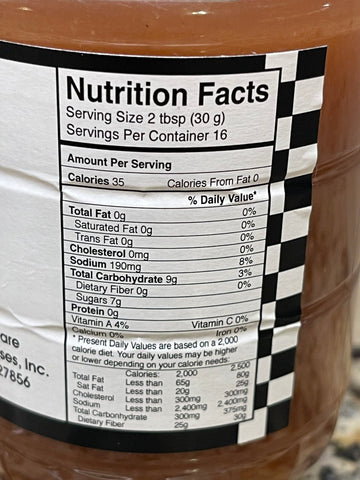 Nutrition Facts
Serving Size 2 tbsp (30 g)
Servings Per Container 16
Amount Per Serving
Calories 35 Calories From Fat 0
% Daily Value*
Total Fat 0g 0%
Saturated Fat 0g 0%
Trans Fat 0g 0%
Cholesterol 0mg 0%
Sodium 190mg 8%
Total Carbohydrate 9g 3%
Dietary Fiber 0g 0%
Sugars 7g
Protein 0g
Vitamin A 4% Vitamin C 0%
Calcium 0% Iron 0%
* Present Daily Values are based on a 2,000
calorie diet. Your daily values may be higher
or lower depending on your calorie needs:
Calories: 2,000 2,500
Total Fat Less than 65g 80g
Sat Fat Less than 20g 25g
Cholesterol Less than 300mg 300mg
Sodium Less than 2,400mg 2,400mg
Total Carbonhydrate 300mg 375mg
Dietary Fiber 25g 30g
are
ses, Inc.
27856